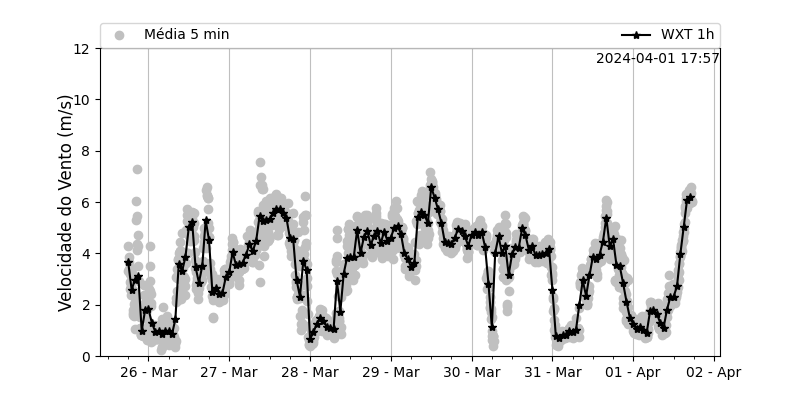 Média 5 min
WXT 1h
2024-04-01 17:57
Velocidade do Vento (m/s)
12
10
8
6
4
2
0
26 - Mar 27 - Mar 28 - Mar 29 - Mar 30 - Mar 31 - Mar 01 - Apr 02 - Apr